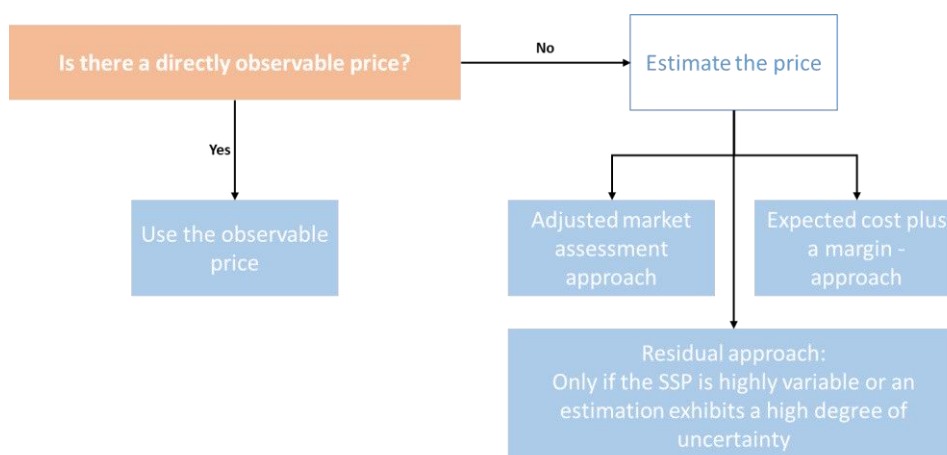 Is there a directly observable price?
No
Estimate the price
Yes
Use the observable
price
Adjusted market
assessment
approach
Expected cost plus
a margin -
approach
Residual approach:
Only if the SSP is highly variable or an
estimation exhibits a high degree of
uncertainty